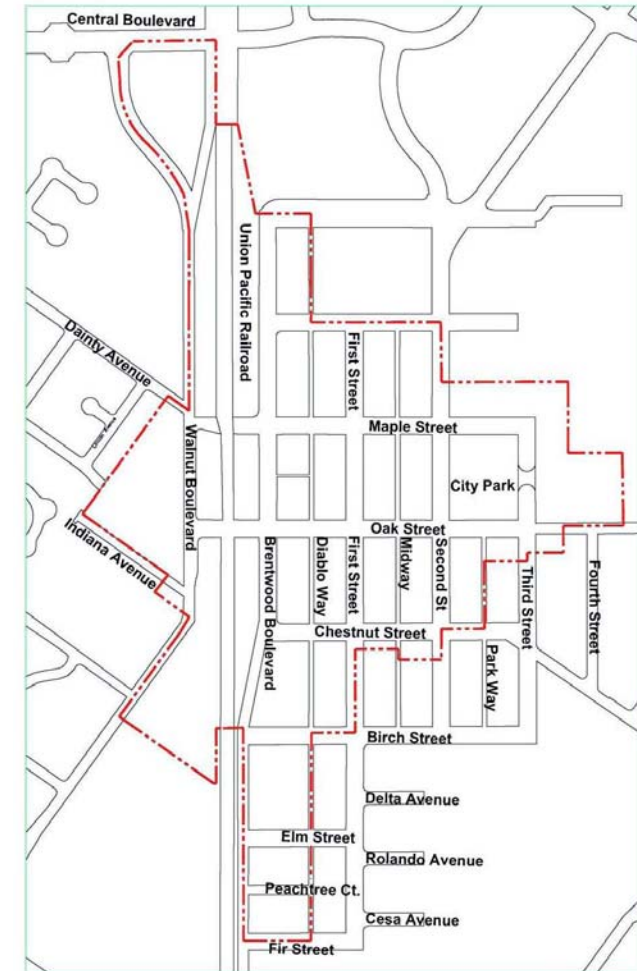 Central Boulevard
Union Pacific Railroad
Dainty Avenue
First Street
Maple Street
Walnut Boulevard
City Park
Indiana Avenue
Oak Street
Brentwood Boulevard
Diablo Way
First Street
Midway
Second St
Third Street
Fourth Street
Chestnut Street
Park Way
Birch Street
Delta Avenue
Elm Street
Rolando Avenue
Peachtree Ct.
Cesa Avenue
Fir Street